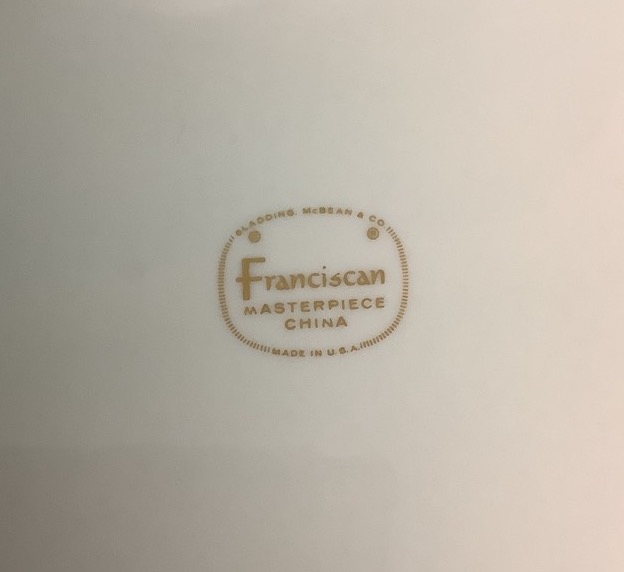 GLADDING, McBEAN & CO.
®
®
Franciscan
MASTERPIECE
CHINA
MADE IN U.S.A.